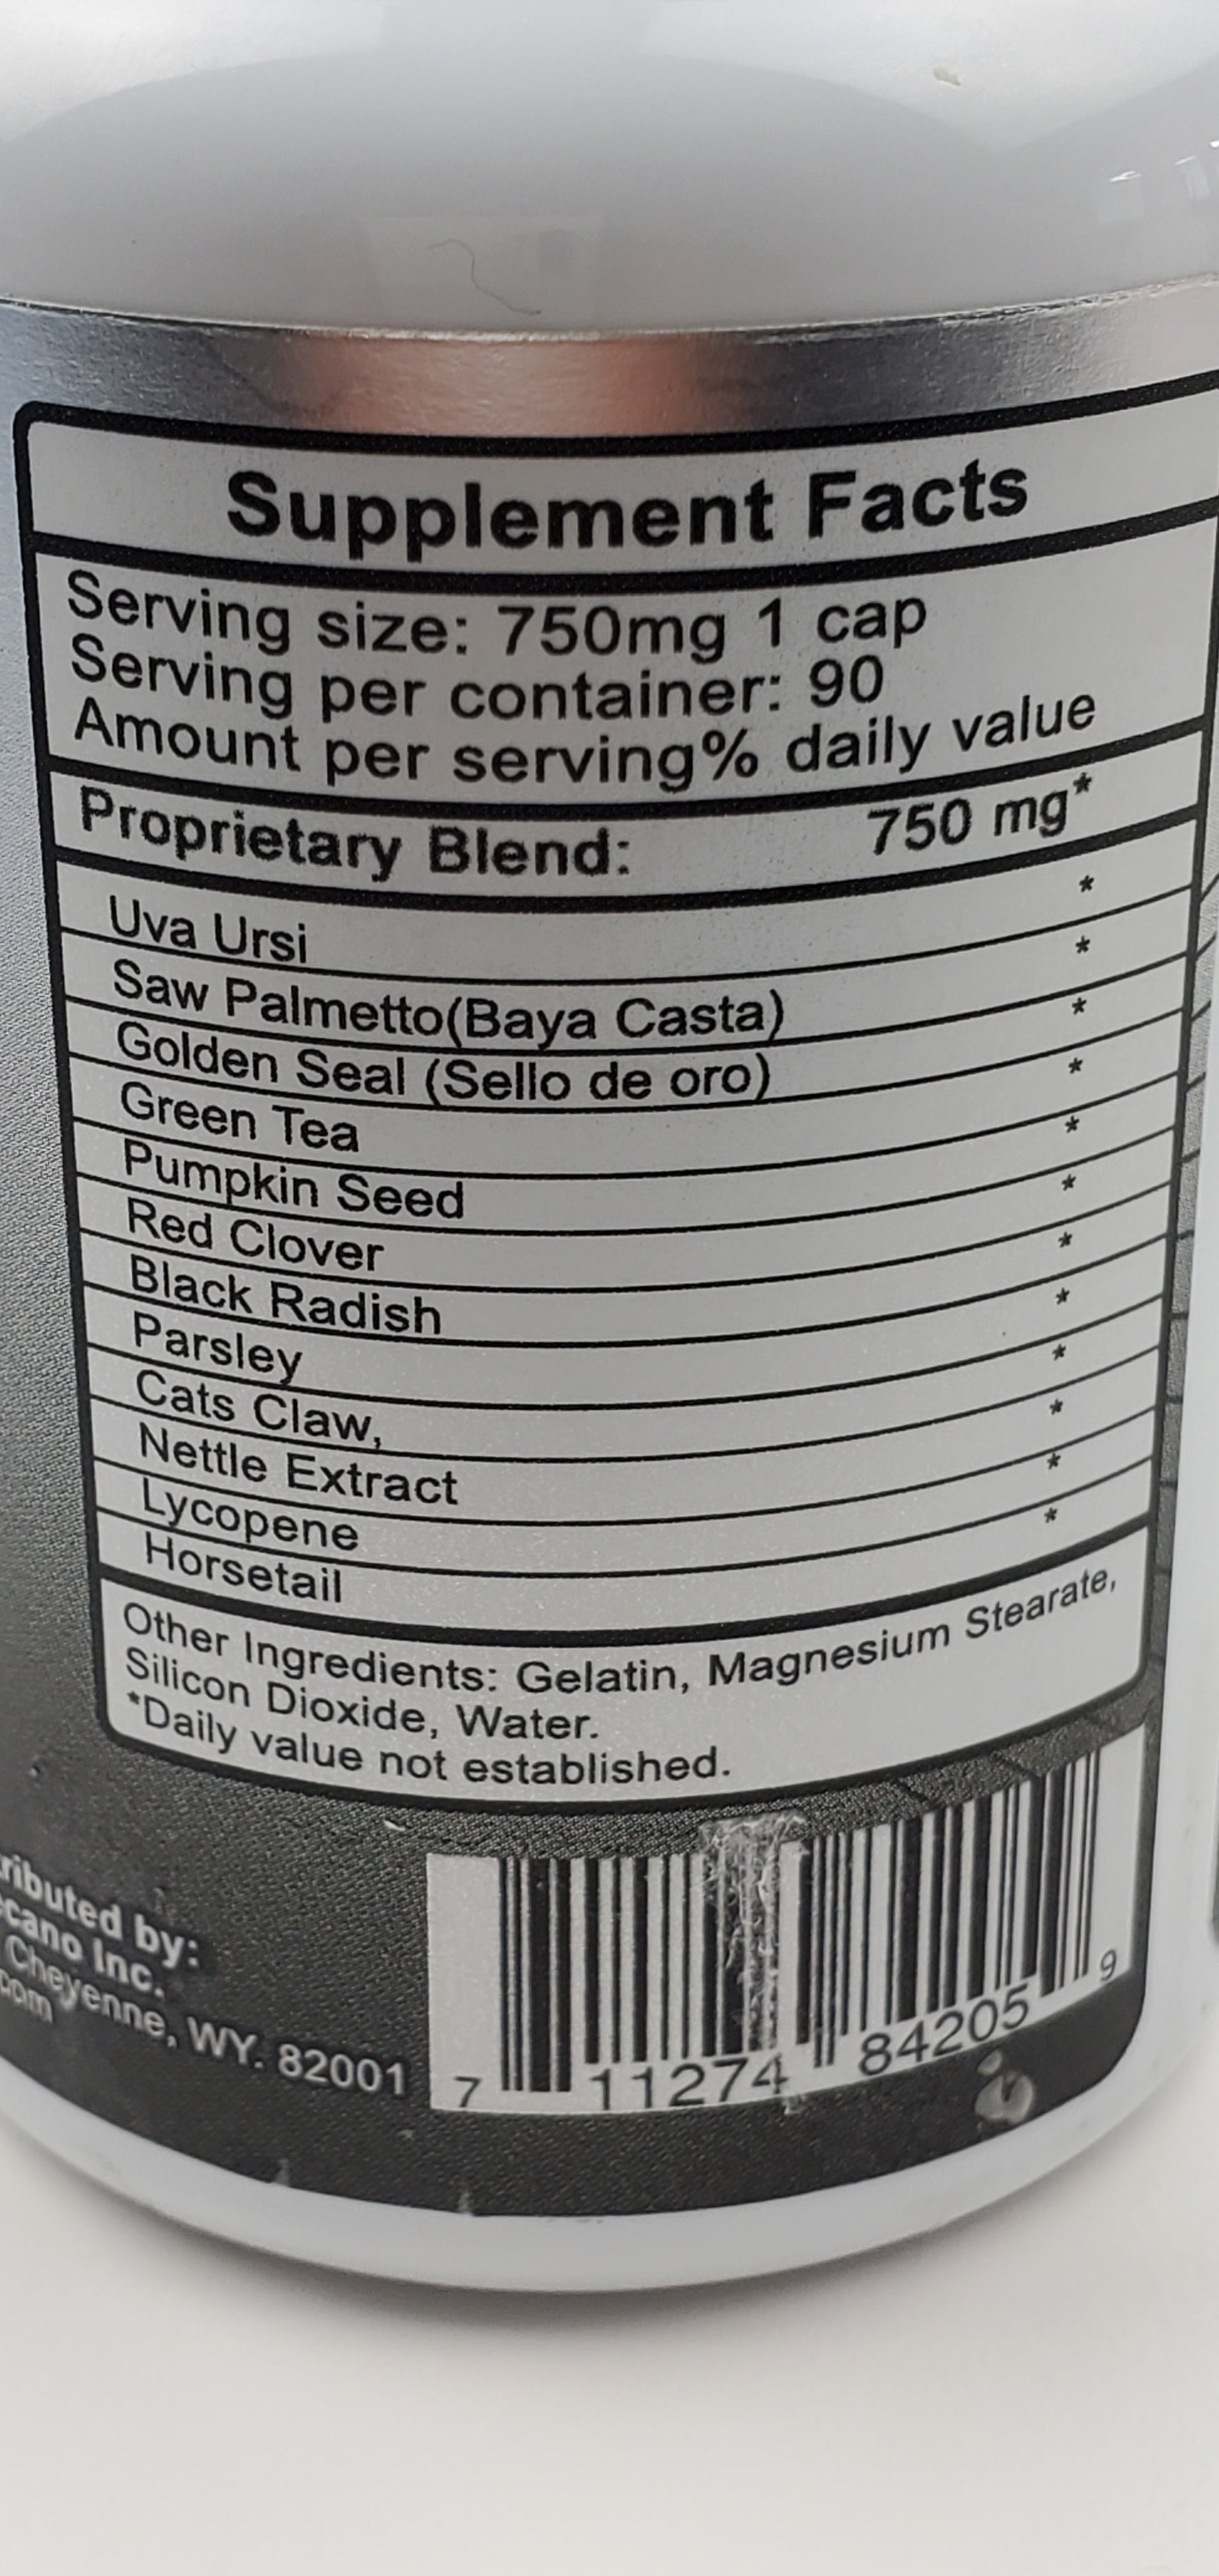 Supplement Facts
Serving size: 750mg 1 cap
Serving per container: 90
Amount per serving% daily value
Proprietary Blend: 750 mg*
Uva Ursi *
Saw Palmetto(Baya Casta) *
Golden Seal (Sello de oro) *
Green Tea *
Pumpkin Seed *
Red Clover *
Black Radish *
Parsley *
Cats Claw, *
Nettle Extract *
Lycopene *
Horsetail *
Other Ingredients: Gelatin, Magnesium Stearate,
Silicon Dioxide, Water.
*Daily value not established.
by:
Inc.
Cheyenne, WY. 82001
7 11274 84205 9